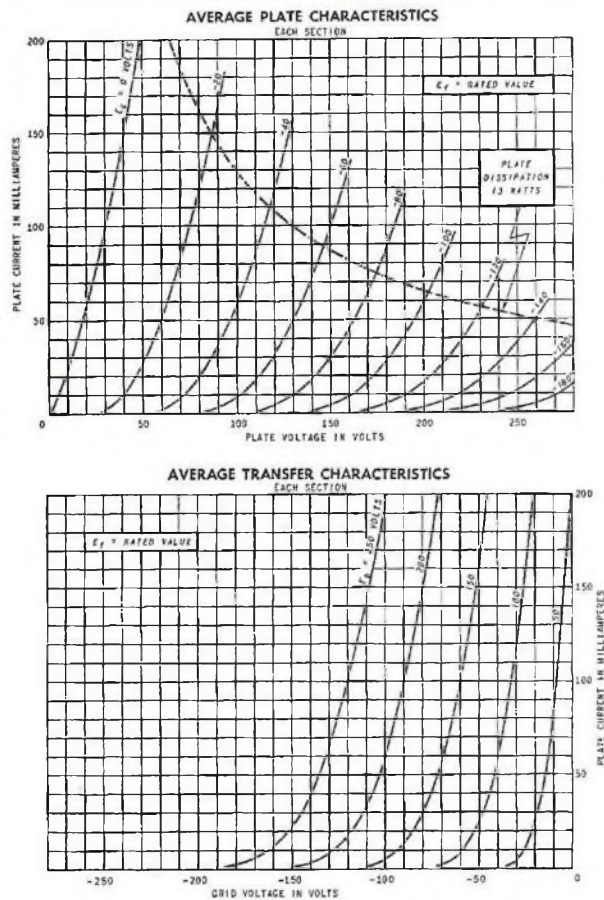 AVERAGE PLATE CHARACTERISTICS
EACH SECTION
200
150
100
50
0
PLATE CURRENT IN MILLIAMPERES
Ec = 0 VOLTS
-20
-40
-60
-80
-100
-120
-140
-160
-180
Ef = RATED VALUE
PLATE
DISSIPATION
13 WATTS
0 50 100 150 200 250
PLATE VOLTAGE IN VOLTS
AVERAGE TRANSFER CHARACTERISTICS
EACH SECTION
Ef = RATED VALUE
Eb = 250 VOLTS
200
150
100
50
200
150
100
50
0
PLATE CURRENT IN MILLIAMPERES
-250 -200 -150 -100 -50 0
GRID VOLTAGE IN VOLTS